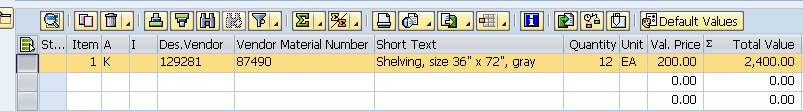 Default Values
St... Item A I Des.Vendor Vendor Material Number Short Text Quantity Unit Val. Price Σ Total Value
1 K 129281 87490 Shelving, size 36" x 72", gray 12 EA 200.00 2,400.00
0.00 0.00
0.00 0.00